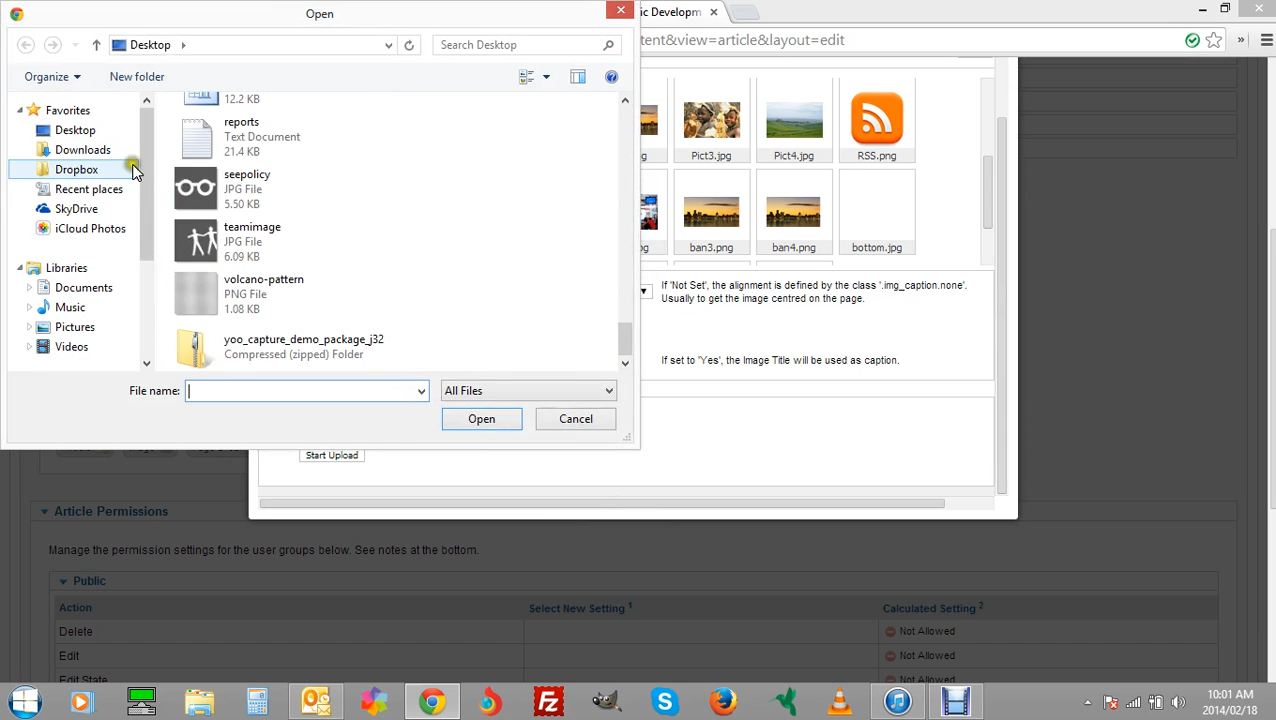 Open
ic Developm
Desktop
Search Desktop
tent&view=article&layout=edit
Organize
New folder
Favorites
Desktop
Downloads
Dropbox
Recent places
SkyDrive
iCloud Photos
Libraries
Documents
Music
Pictures
Videos
12.2 KB
reports
Text Document
21.4 KB
seepolicy
JPG File
5.50 KB
teamimage
JPG File
6.09 KB
volcano-pattern
PNG File
1.08 KB
yoo_capture_demo_package_j32
Compressed (zipped) Folder
File name:
All Files
Open
Cancel
Pict3.jpg
Pict4.jpg
RSS.png
ban3.png
ban4.png
bottom.jpg
If 'Not Set', the alignment is defined by the class '.img_caption.none'.
Usually to get the image centred on the page.
If set to 'Yes', the Image Title will be used as caption.
Start Upload
Article Permissions
Manage the permission settings for the user groups below. See notes at the bottom.
Public
Action
Select New Setting 1
Calculated Setting 2
Delete
Not Allowed
Edit
Not Allowed
Edit State
Not Allowed
10:01 AM
2014/02/18